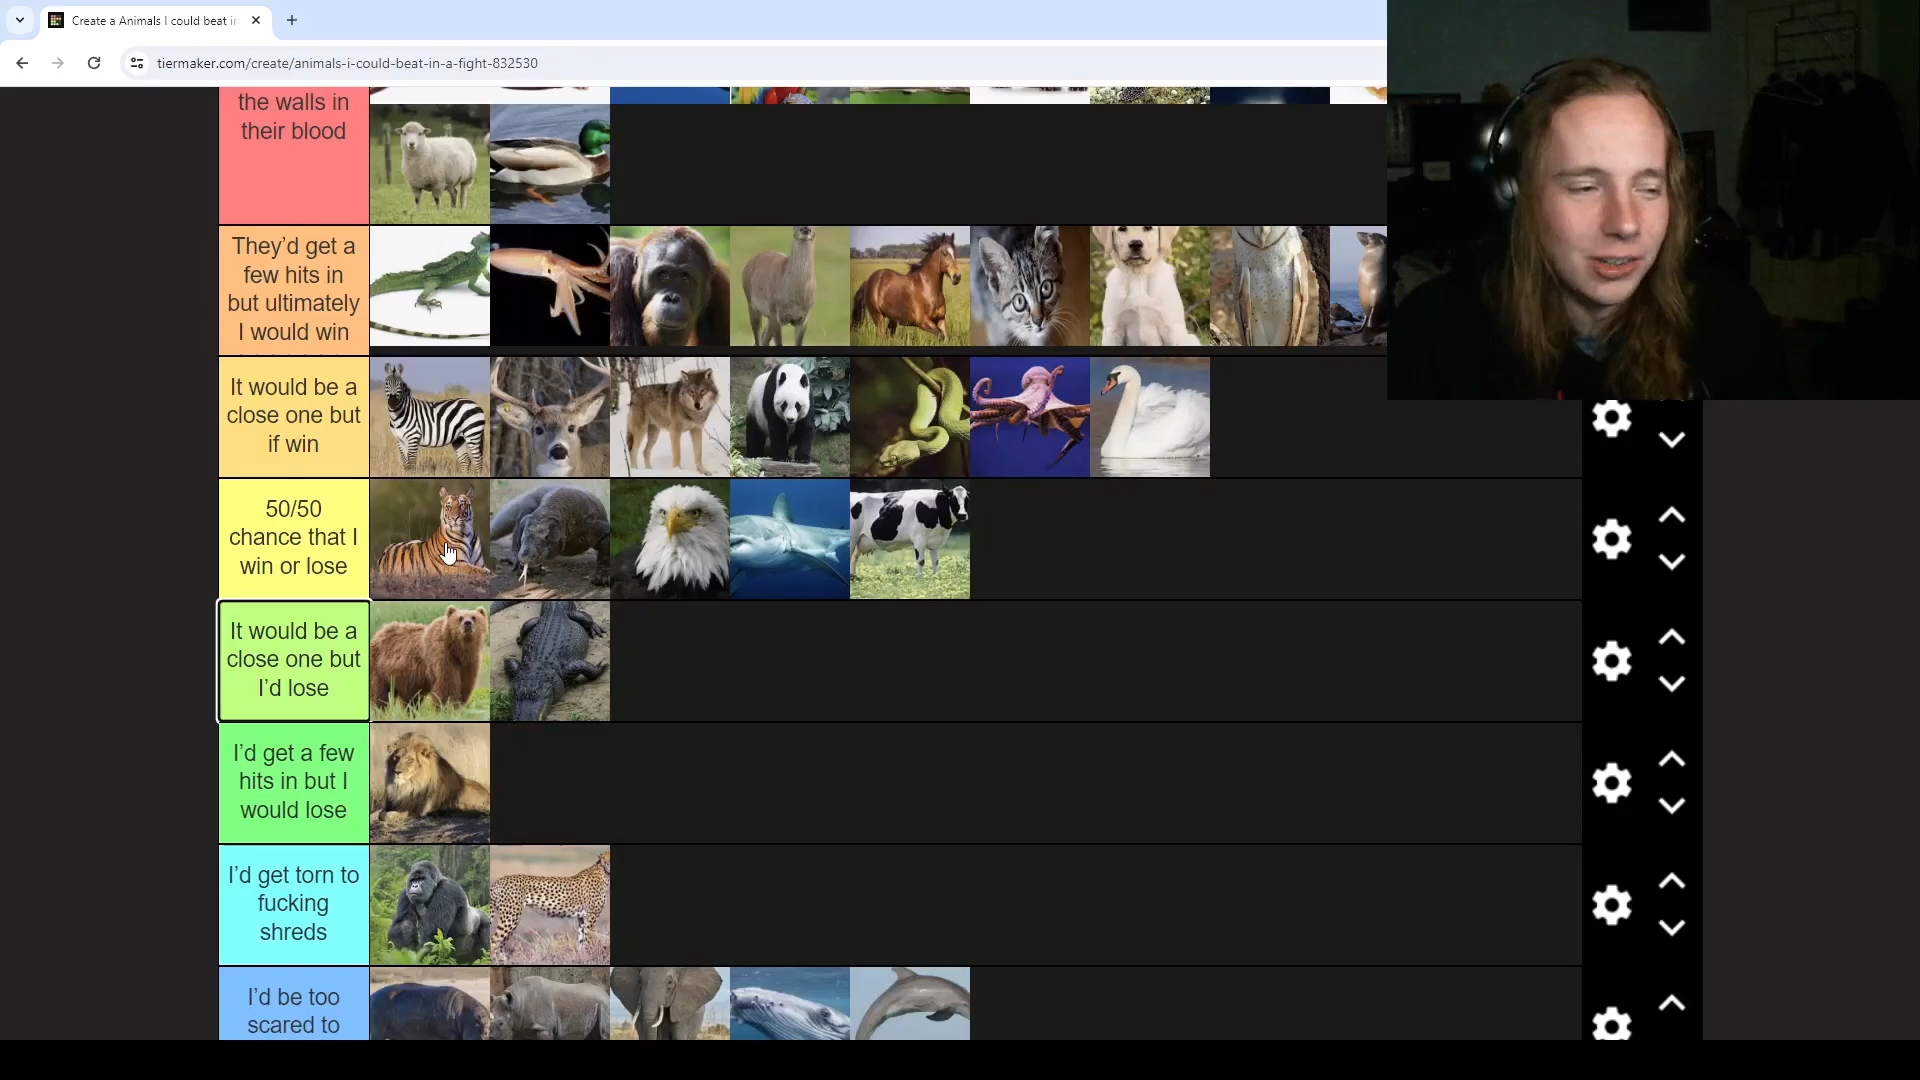 Create a Animals I could beat in
tiermaker.com/create/animals-i-could-beat-in-a-fight-832530
the walls in
their blood
They'd get a
few hits in
but ultimately
I would win
It would be a
close one but
if win
50/50
chance that I
win or lose
It would be a
close one but
I'd lose
I'd get a few
hits in but I
would lose
I'd get torn to
fucking
shreds
I'd be too
scared to